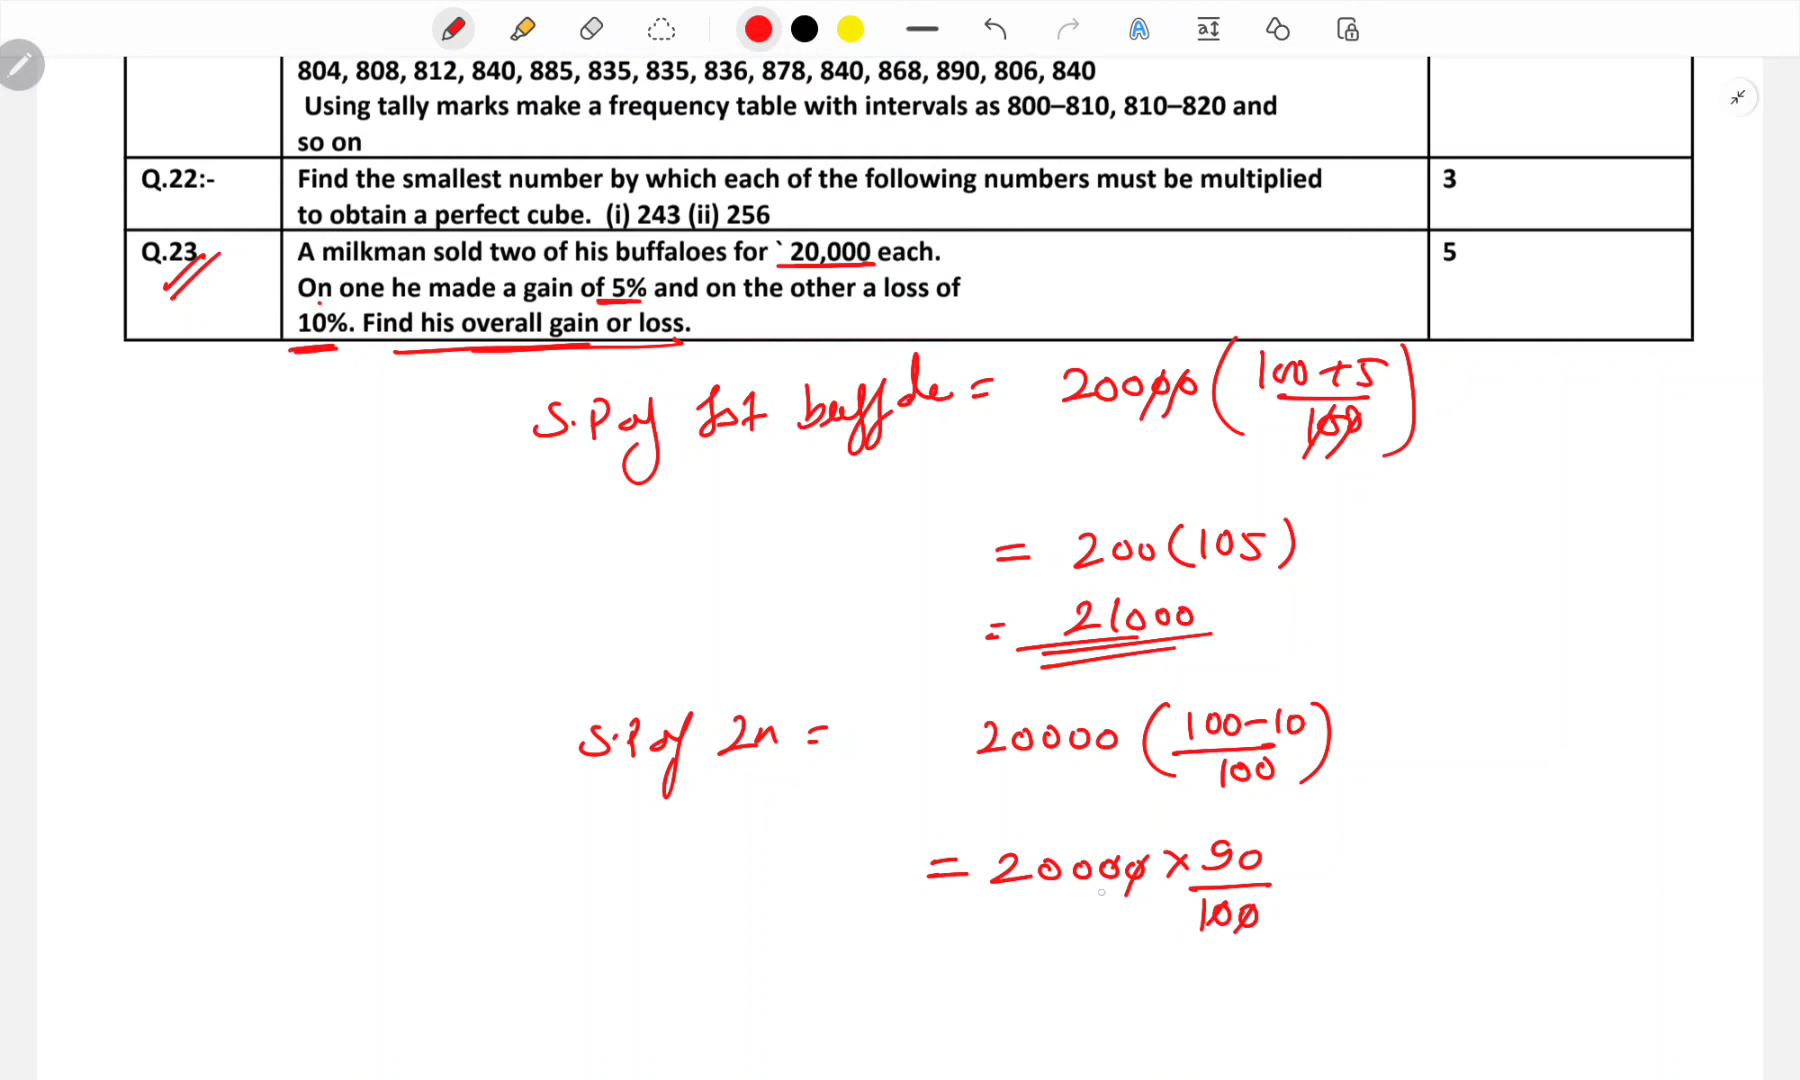 804, 808, 812, 840, 885, 835, 835, 836, 878, 840, 868, 890, 806, 840
Using tally marks make a frequency table with intervals as 800–810, 810–820 and
so on
Q.22:- Find the smallest number by which each of the following numbers must be multiplied 3
to obtain a perfect cube. (i) 243 (ii) 256
Q.23 A milkman sold two of his buffaloes for ` 20,000 each. 5
On one he made a gain of 5% and on the other a loss of
10%. Find his overall gain or loss.
S.P of 1st = 20000 (100+5/100)
= 200(105)
= 21000
S.P of 2n = 20000 (100-10/100)
= 20000 × 90/100